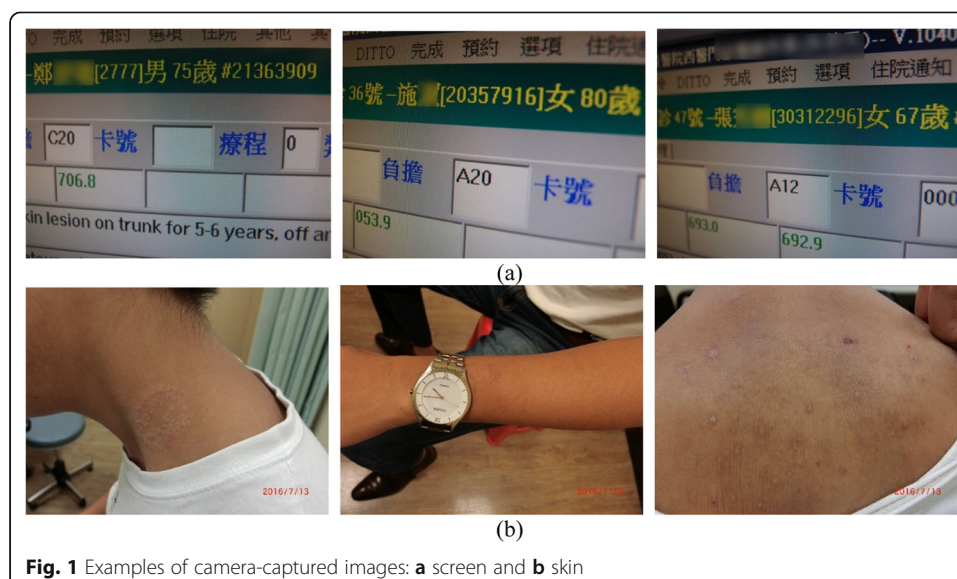 完成 預約 選項 住院 其他
-鄭 [2777]男 75歲 #21363909
C20 卡號 療程 0
706.8
kin lesion on trunk for 5-6 years, off an
DITTO 完成 預約 選項 住院通
36號-施 [20357916]女 80歲
負擔 A20 卡號
053.9
)-- V.1040
DITTO 完成 預約 選項 住院通知
診 47號-張 [30312296]女 67歲
負擔 A12 卡號 000
693.0 692.9
(a)
2016/7/13
2016/7/13
(b)
Fig. 1 Examples of camera-captured images: a screen and b skin